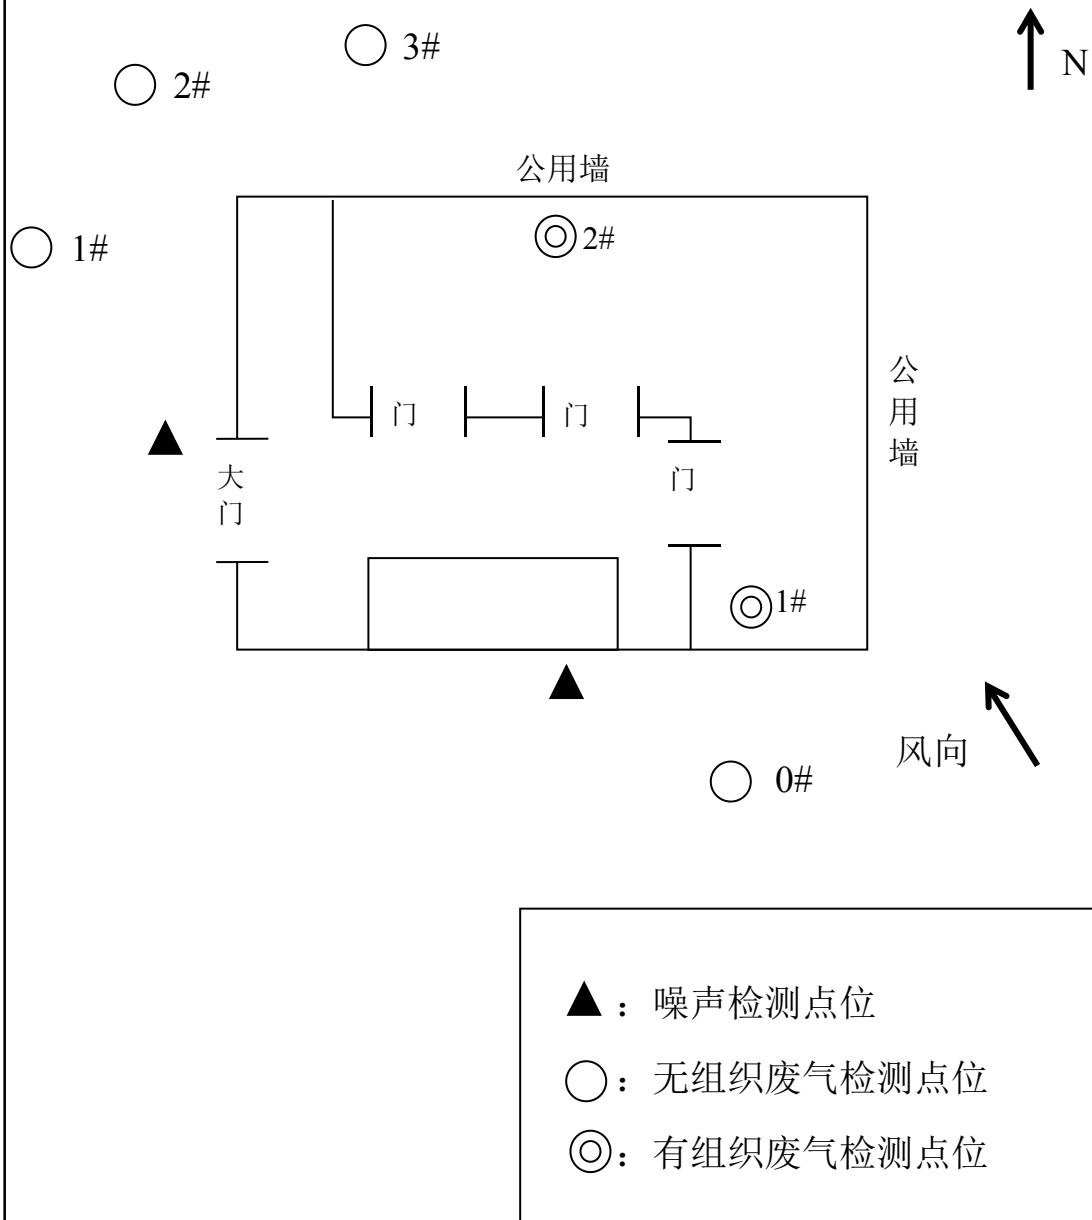 3#
N
2#
公用墙
2#
1#
公用墙
门
门
大门
门
1#
风向
0#
▲：噪声检测点位
○：无组织废气检测点位
◎：有组织废气检测点位